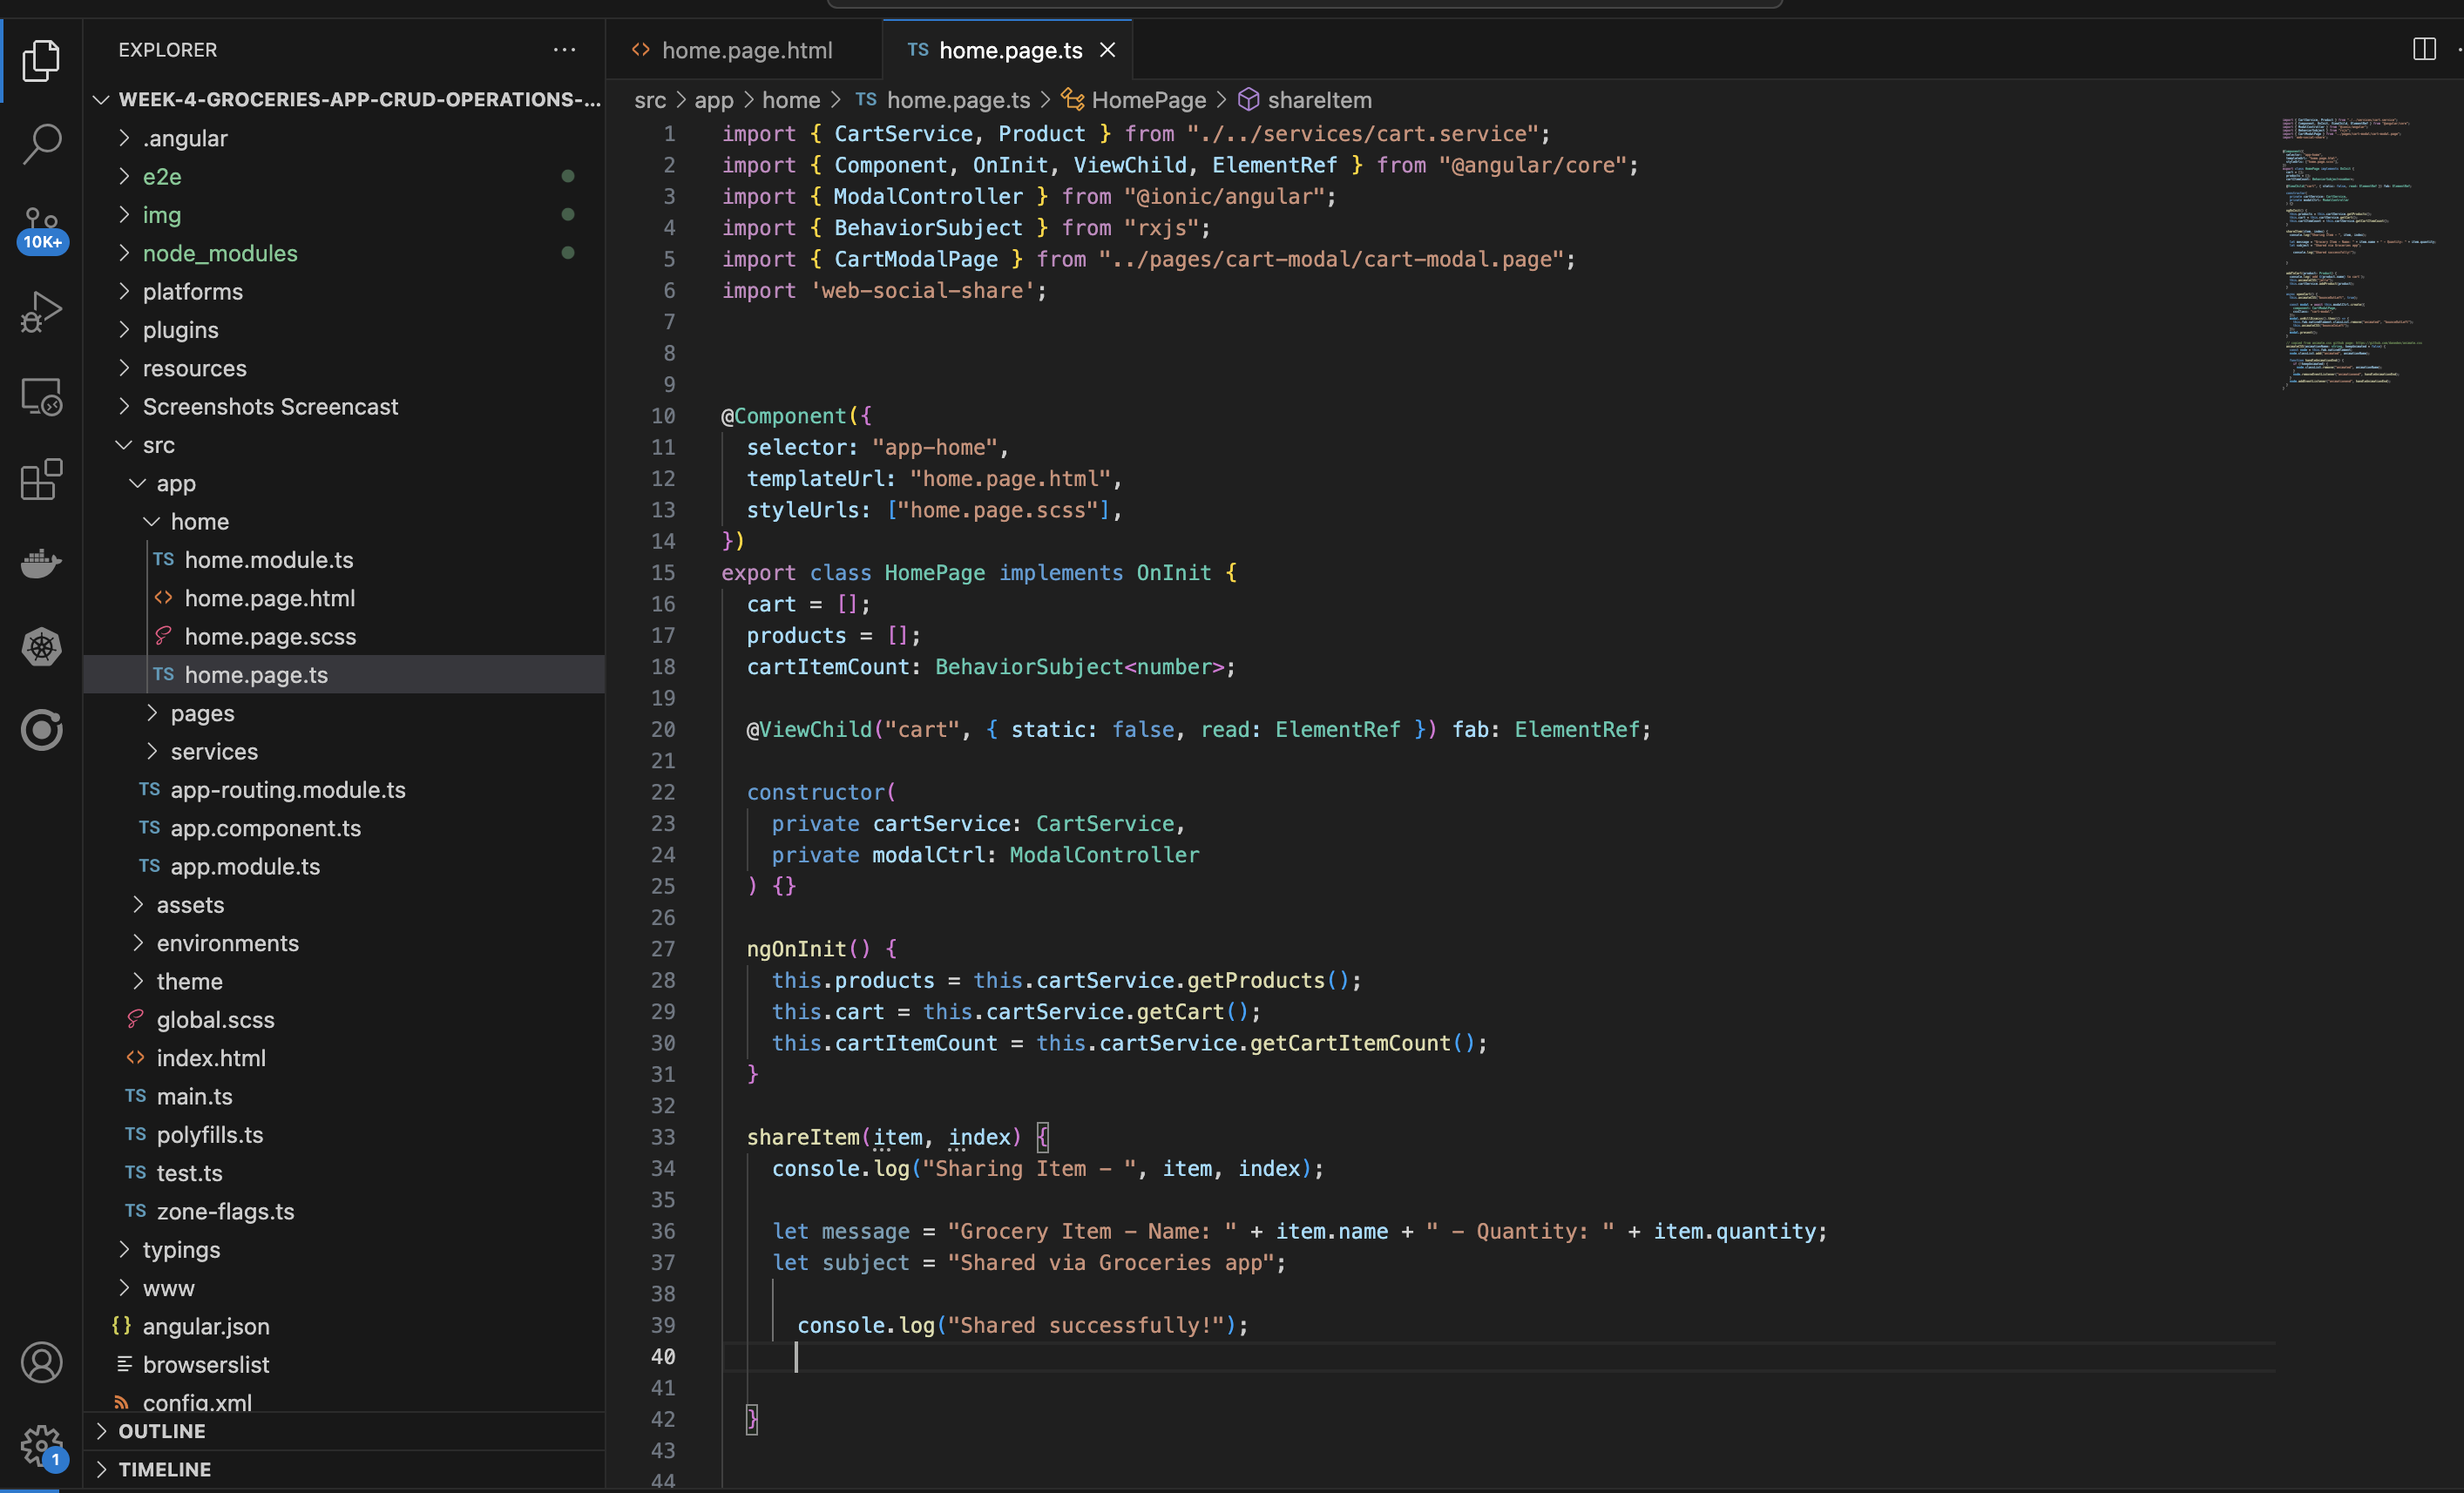 EXPLORER
WEEK-4-GROCERIES-APP-CRUD-OPERATIONS-...
.angular
e2e
img
10K+
node_modules
platforms
plugins
resources
Screenshots Screencast
src
app
home
TS home.module.ts
home.page.html
home.page.scss
TS home.page.ts
pages
services
TS app-routing.module.ts
TS app.component.ts
TS app.module.ts
assets
environments
theme
global.scss
index.html
TS main.ts
TS polyfills.ts
TS test.ts
TS zone-flags.ts
typings
www
{} angular.json
browserslist
config.xml
OUTLINE
1
TIMELINE
home.page.html
TS home.page.ts
src > app > home > TS home.page.ts > HomePage > shareItem
1 import { CartService, Product } from "./../services/cart.service";
2 import { Component, OnInit, ViewChild, ElementRef } from "@angular/core";
3 import { ModalController } from "@ionic/angular";
4 import { BehaviorSubject } from "rxjs";
5 import { CartModalPage } from "../pages/cart-modal/cart-modal.page";
6 import 'web-social-share';
7
8
9
10 @Component({
11 selector: "app-home",
12 templateUrl: "home.page.html",
13 styleUrls: ["home.page.scss"],
14 })
15 export class HomePage implements OnInit {
16 cart = [];
17 products = [];
18 cartItemCount: BehaviorSubject<number>;
19
20 @ViewChild("cart", { static: false, read: ElementRef }) fab: ElementRef;
21
22 constructor(
23 private cartService: CartService,
24 private modalCtrl: ModalController
25 ) {}
26
27 ngOnInit() {
28 this.products = this.cartService.getProducts();
29 this.cart = this.cartService.getCart();
30 this.cartItemCount = this.cartService.getCartItemCount();
31 }
32
33 shareItem(item, index) {
34 console.log("Sharing Item - ", item, index);
35
36 let message = "Grocery Item - Name: " + item.name + " - Quantity: " + item.quantity;
37 let subject = "Shared via Groceries app";
38
39 console.log("Shared successfully!");
40
41
42 }
43
44